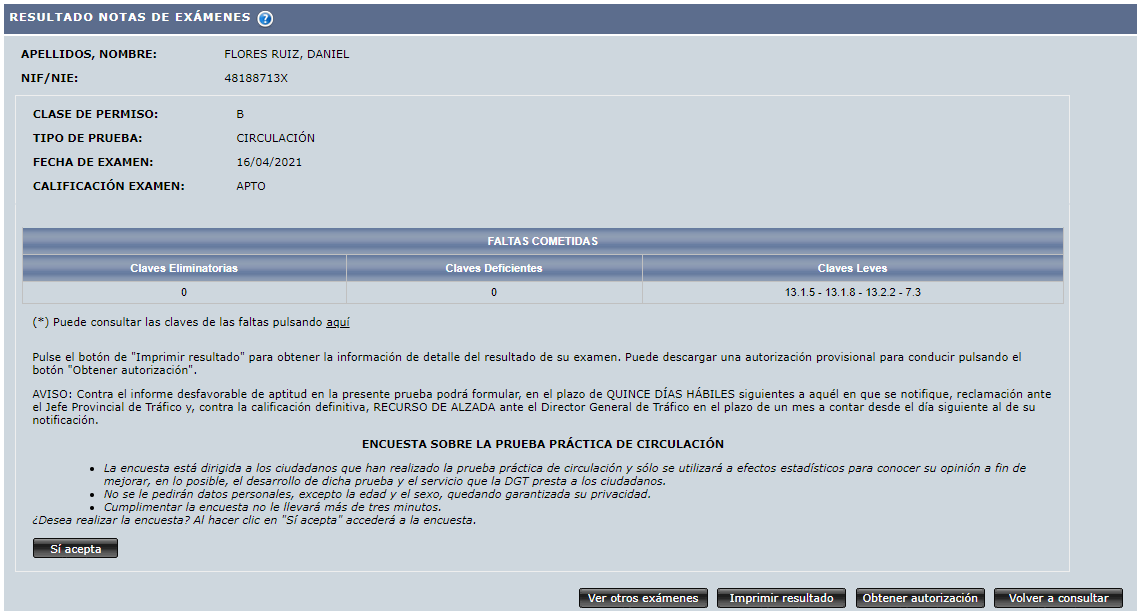 RESULTADO NOTAS DE EXÁMENES ?
APELLIDOS, NOMBRE: FLORES RUIZ, DANIEL
NIF/NIE: 48188713X
CLASE DE PERMISO: B
TIPO DE PRUEBA: CIRCULACIÓN
FECHA DE EXAMEN: 16/04/2021
CALIFICACIÓN EXAMEN: APTO
FALTAS COMETIDAS
Claves Eliminatorias Claves Deficientes Claves Leves
0 0 13.1.5 - 13.1.8 - 13.2.2 - 7.3
(*) Puede consultar las claves de las faltas pulsando aquí
Pulse el botón de "Imprimir resultado" para obtener la información de detalle del resultado de su examen. Puede descargar una autorización provisional para conducir pulsando el
botón "Obtener autorización".
AVISO: Contra el informe desfavorable de aptitud en la presente prueba podrá formular, en el plazo de QUINCE DÍAS HÁBILES siguientes a aquél en que se notifique, reclamación ante
el Jefe Provincial de Tráfico y, contra la calificación definitiva, RECURSO DE ALZADA ante el Director General de Tráfico en el plazo de un mes a contar desde el día siguiente al de su
notificación.
ENCUESTA SOBRE LA PRUEBA PRÁCTICA DE CIRCULACIÓN
• La encuesta está dirigida a los ciudadanos que han realizado la prueba práctica de circulación y sólo se utilizará a efectos estadísticos para conocer su opinión a fin de
mejorar, en lo posible, el desarrollo de dicha prueba y el servicio que la DGT presta a los ciudadanos.
• No se le pedirán datos personales, excepto la edad y el sexo, quedando garantizada su privacidad.
• Cumplimentar la encuesta no le llevará más de tres minutos.
¿Desea realizar la encuesta? Al hacer clic en "Sí acepta" accederá a la encuesta.
Sí acepta
Ver otros exámenes Imprimir resultado Obtener autorización Volver a consultar